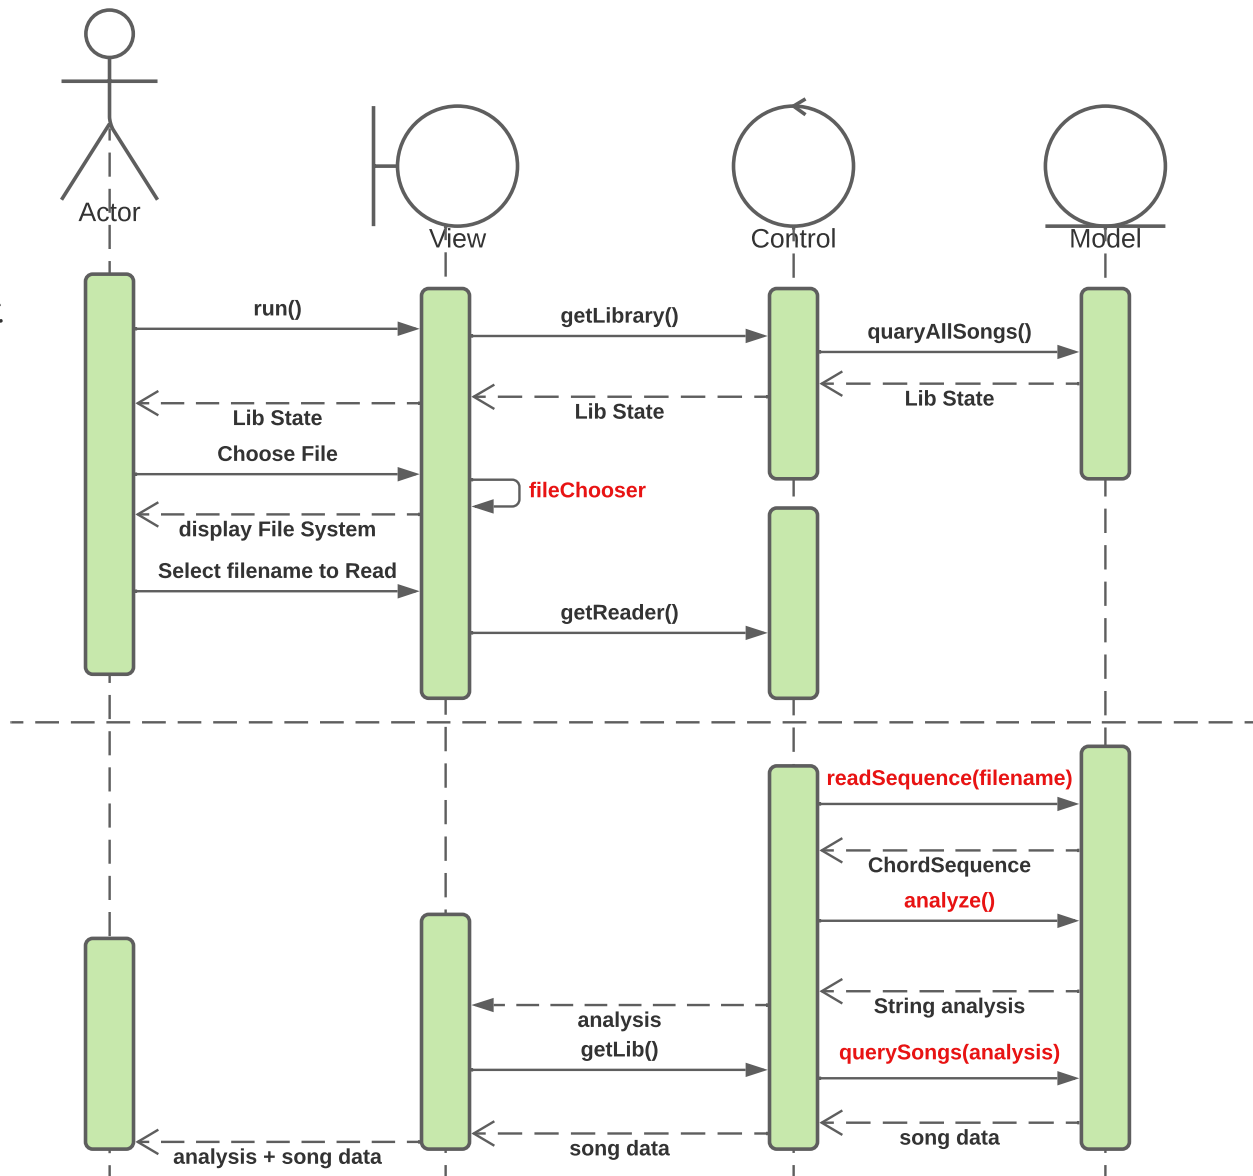 Actor
View
Control
Model
run()
getLibrary()
quaryAllSongs()
Lib State
Lib State
Lib State
Choose File
fileChooser
display File System
Select filename to Read
getReader()
readSequence(filename)
ChordSequence
analyze()
String analysis
analysis
getLib()
querySongs(analysis)
song data
song data
analysis + song data